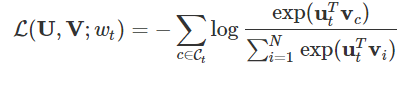 $\mathcal{L}(\mathbf{U}, \mathbf{V}; w_t) = -\sum_{c \in \mathcal{C}_t} \log \frac{\exp(\mathbf{u}_t^T \mathbf{v}_c)}{\sum_{i=1}^{N} \exp(\mathbf{u}_t^T \mathbf{v}_i)}$